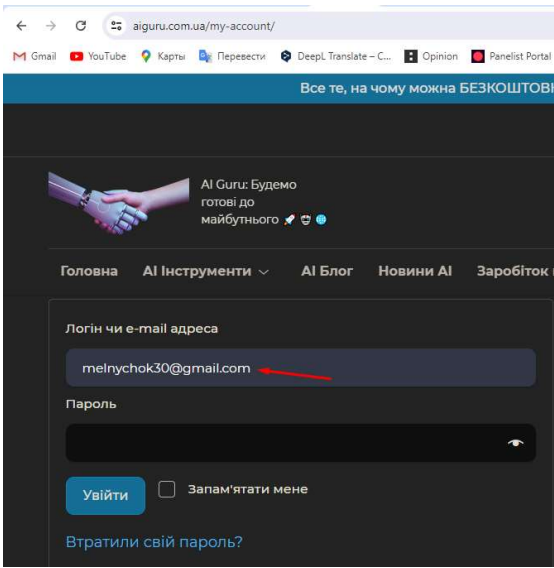 aiguru.com.ua/my-account/
Gmail YouTube Карты Перевести DeepL Translate – C... Opinion Panelist Portal
Все те, на чому можна БЕЗКОШТОВН
AI Guru: Будемо
готові до
майбутнього
Головна AI Інструменти AI Блог Новини AI Заробіток
Логін чи e-mail адреса
melnychok30@gmail.com
Пароль
Увійти Запам'ятати мене
Втратили свій пароль?